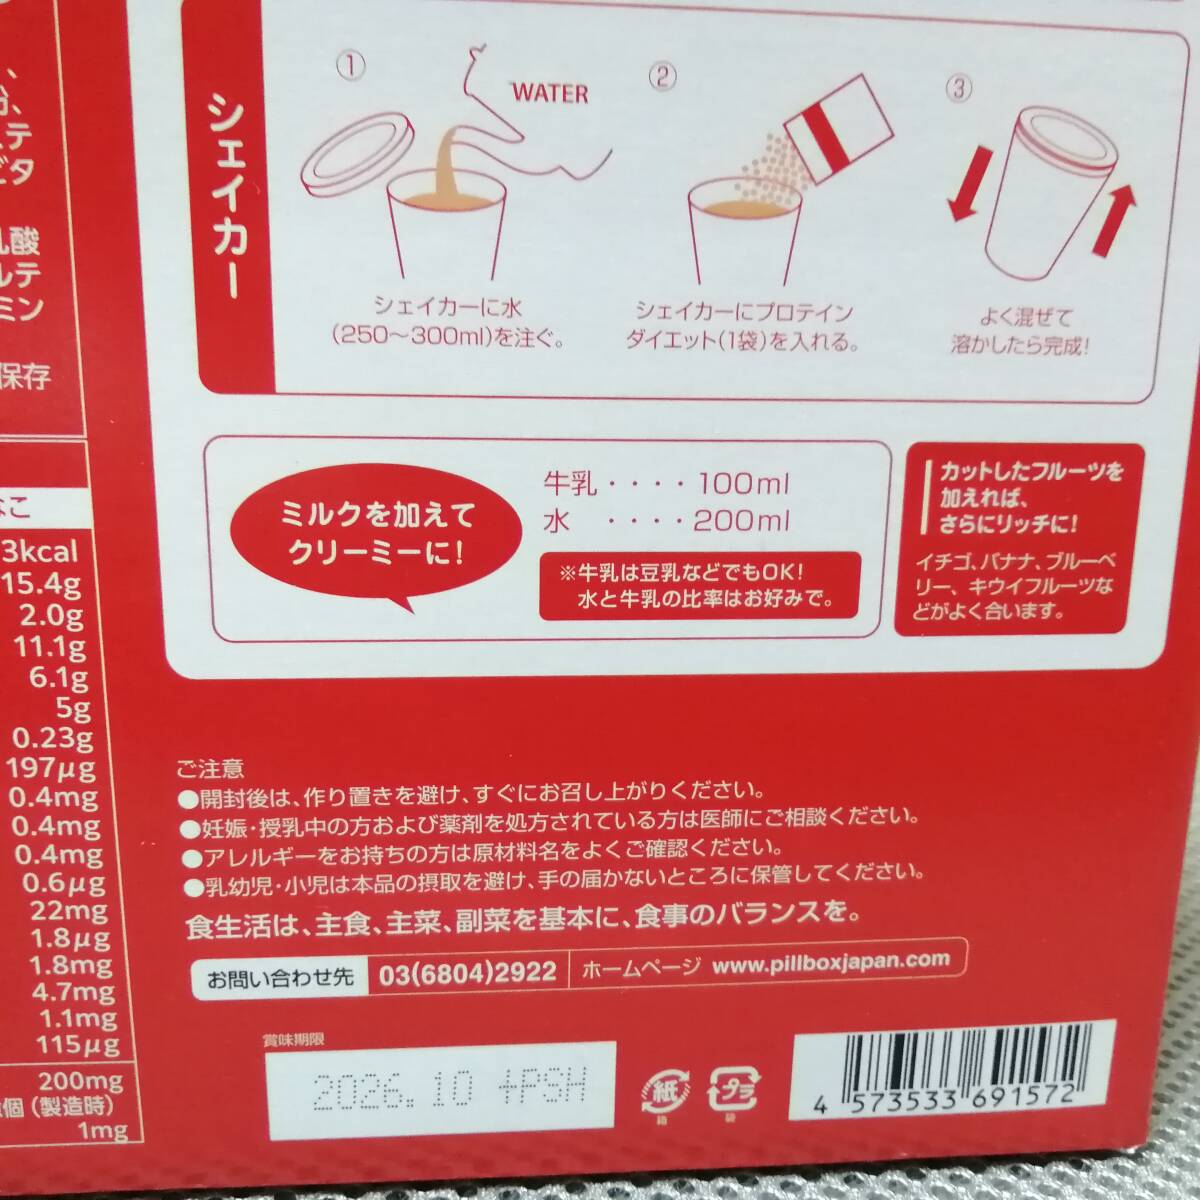 、
粉、
ステ
ビタ
乳酸
ルテ
ミン
保存
なこ
3kcal
15.4g
2.0g
11.1g
6.1g
5g
0.23g
197μg
0.4mg
0.4mg
0.4mg
0.6μg
22mg
1.8μg
1.8mg
4.7mg
1.1mg
115μg
200mg
個（製造時）
1mg
シェイカー
①
WATER
シェイカーに水
(250〜300ml)を注ぐ。
②
シェイカーにプロテイン
ダイエット(1袋)を入れる。
③
よく混ぜて
溶かしたら完成!
ミルクを加えて
クリーミーに!
牛乳・・・・100ml
水 ・・・・200ml
※牛乳は豆乳などでもOK!
水と牛乳の比率はお好みで。
カットしたフルーツを
加えれば、
さらにリッチに!
イチゴ、バナナ、ブルーベ
リー、キウイフルーツな
どがよく合います。
ご注意
●開封後は、作り置きを避け、すぐにお召し上がりください。
●妊娠・授乳中の方および薬剤を処方されている方は医師にご相談ください。
●アレルギーをお持ちの方は原材料名をよくご確認ください。
●乳幼児・小児は本品の摂取を避け、手の届かないところに保管してください。
食生活は、主食、主菜、副菜を基本に、食事のバランスを。
お問い合わせ先 03(6804)2922 ホームページ www.pillboxjapan.com
賞味期限
2026.10 +PSH
紙
箱
プラ
袋
4 573533 691572